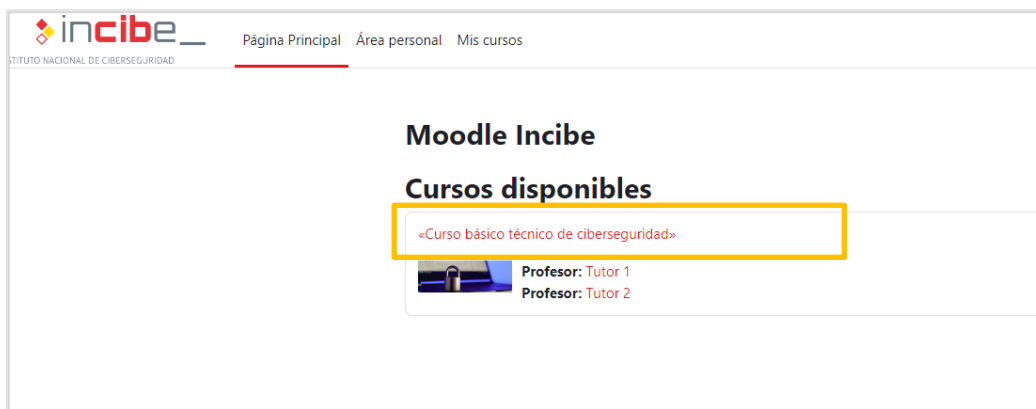 incibe_
STITUTO NACIONAL DE CIBERSEGURIDAD
Página Principal Área personal Mis cursos
Moodle Incibe
Cursos disponibles
«Curso básico técnico de ciberseguridad»
Profesor: Tutor 1
Profesor: Tutor 2